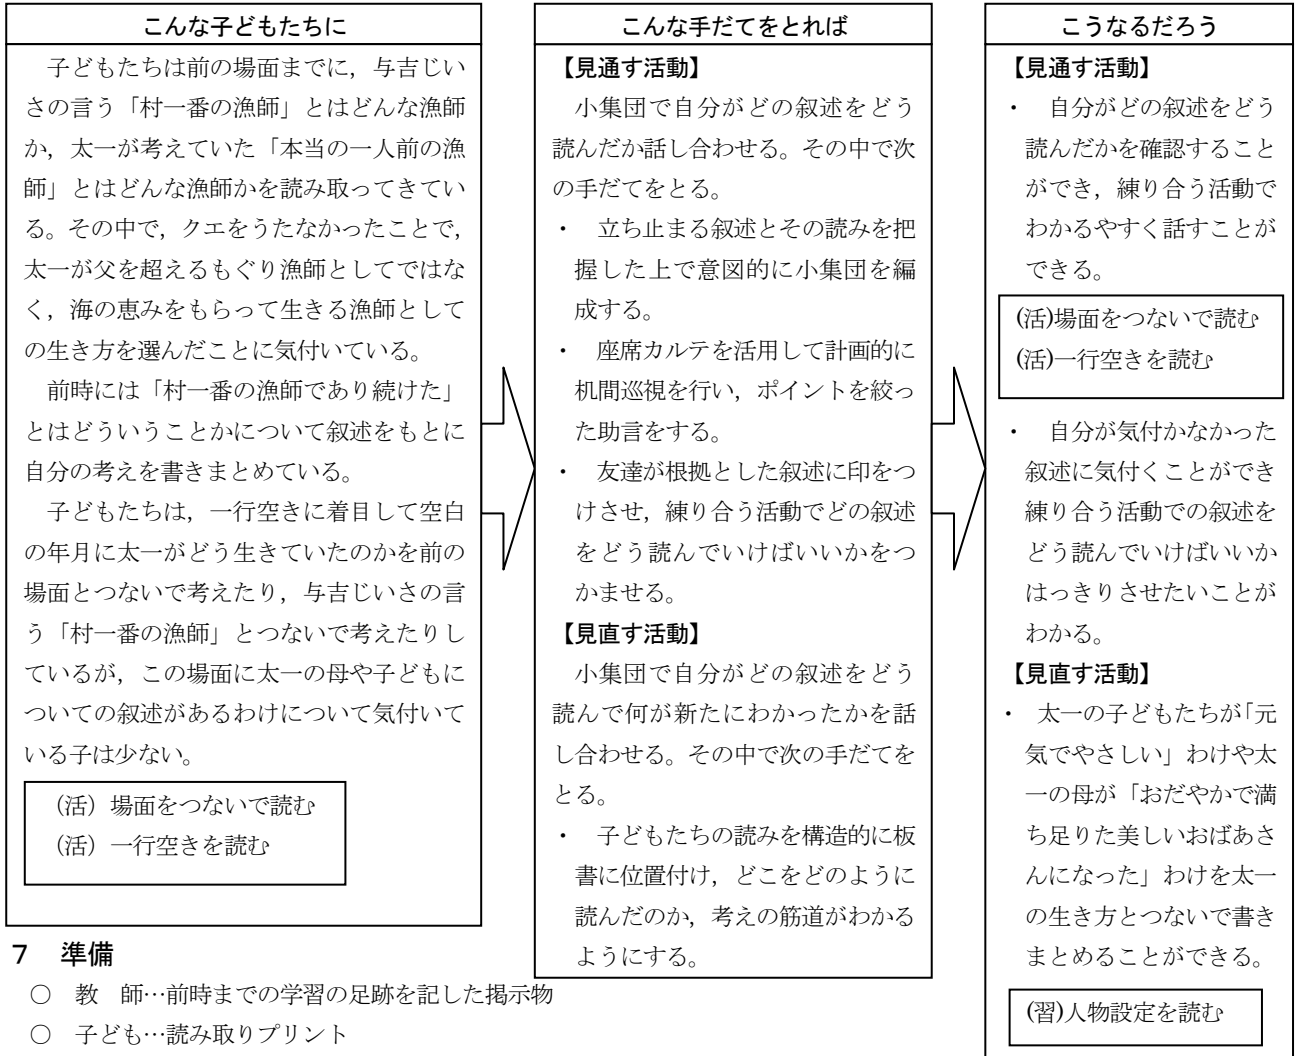 こんな子どもたちに
子どもたちは前の場面までに，与吉じい
さの言う「村一番の漁師」とはどんな漁師
か，太一が考えていた「本当の一人前の漁
師」とはどんな漁師かを読み取ってきてい
る。その中で，クエをうたなかったことで，
太一が父を超えるもぐり漁師としてではな
く，海の恵みをもらって生きる漁師として
の生き方を選んだことに気付いている。
前時には「村一番の漁師であり続けた」
とはどういうことかについて叙述をもとに
自分の考えを書きまとめている。
子どもたちは，一行空きに着目して空白
の年月に太一がどう生きていたのかを前の
場面とつないで考えたり，与吉じいさの言
う「村一番の漁師」とつないで考えたりし
ているが，この場面に太一の母や子どもに
ついての叙述があるわけについて気付いて
いる子は少ない。
（活）場面をつないで読む
（活）一行空きを読む
こんな手だてをとれば
【見通す活動】
小集団で自分がどの叙述をどう
読んだか話し合わせる。その中で次
の手だてをとる。
・　立ち止まる叙述とその読みを把
握した上で意図的に小集団を編
成する。
・　座席カルテを活用して計画的に
机間巡視を行い，ポイントを絞っ
た助言をする。
・　友達が根拠とした叙述に印をつ
けさせ，練り合う活動でどの叙述
をどう読んでいけばいいかをつ
かませる。
【見直す活動】
小集団で自分がどの叙述をどう
読んで何が新たにわかったかを話
し合わせる。その中で次の手だてを
とる。
・　子どもたちの読みを構造的に板
書に位置付け，どこをどのように
読んだのか，考えの筋道がわかる
ようにする。
こうなるだろう
【見通す活動】
・　自分がどの叙述をどう
読んだかを確認すること
ができ，練り合う活動で
わかるやすく話すことが
できる。
(活)場面をつないで読む
(活)一行空きを読む
・　自分が気付かなかった
叙述に気付くことができ
練り合う活動での叙述を
どう読んでいけばいいか
はっきりさせたいことが
わかる。
【見直す活動】
・　太一の子どもたちが「元
気でやさしい」わけや太
一の母が「おだやかで満
ち足りた美しいおばあさ
んになった」わけを太一
の生き方とつないで書き
まとめることができる。
(習)人物設定を読む
７　準備
○　教　師…前時までの学習の足跡を記した掲示物
○　子ども…読み取りプリント